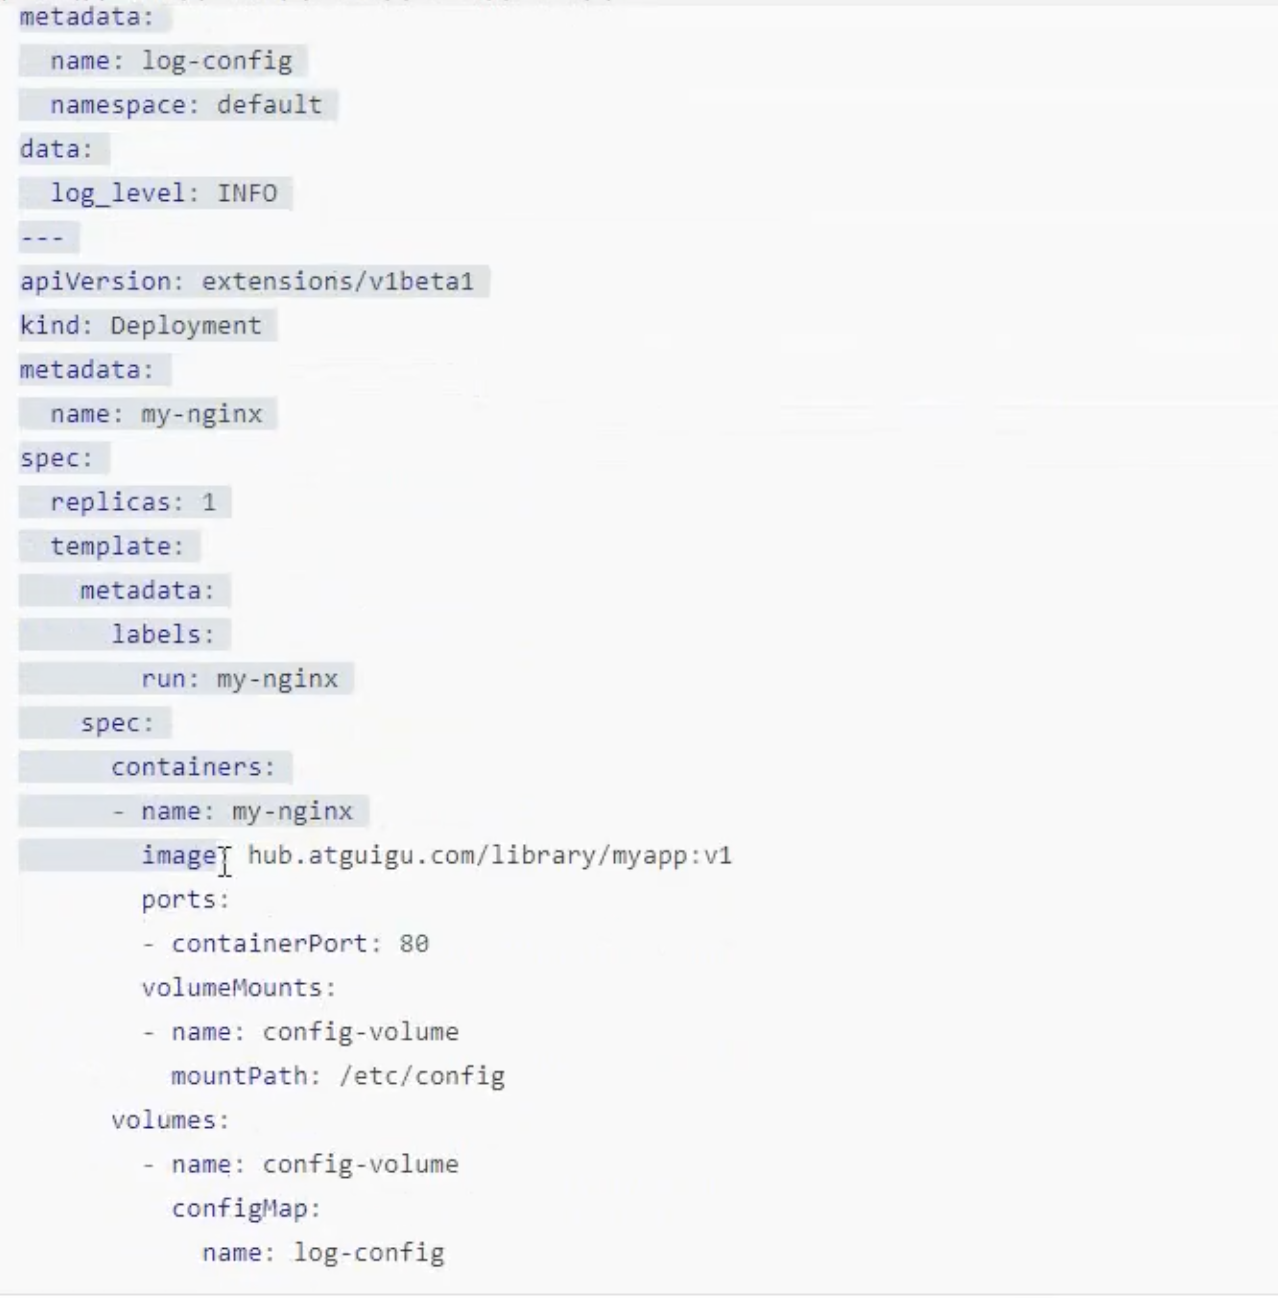 metadata:
  name: log-config
  namespace: default
data:
  log_level: INFO
---
apiVersion: extensions/v1beta1
kind: Deployment
metadata:
  name: my-nginx
spec:
  replicas: 1
  template:
    metadata:
      labels:
        run: my-nginx
    spec:
      containers:
      - name: my-nginx
        image: hub.atguigu.com/library/myapp:v1
        ports:
        - containerPort: 80
        volumeMounts:
        - name: config-volume
          mountPath: /etc/config
      volumes:
        - name: config-volume
          configMap:
            name: log-config